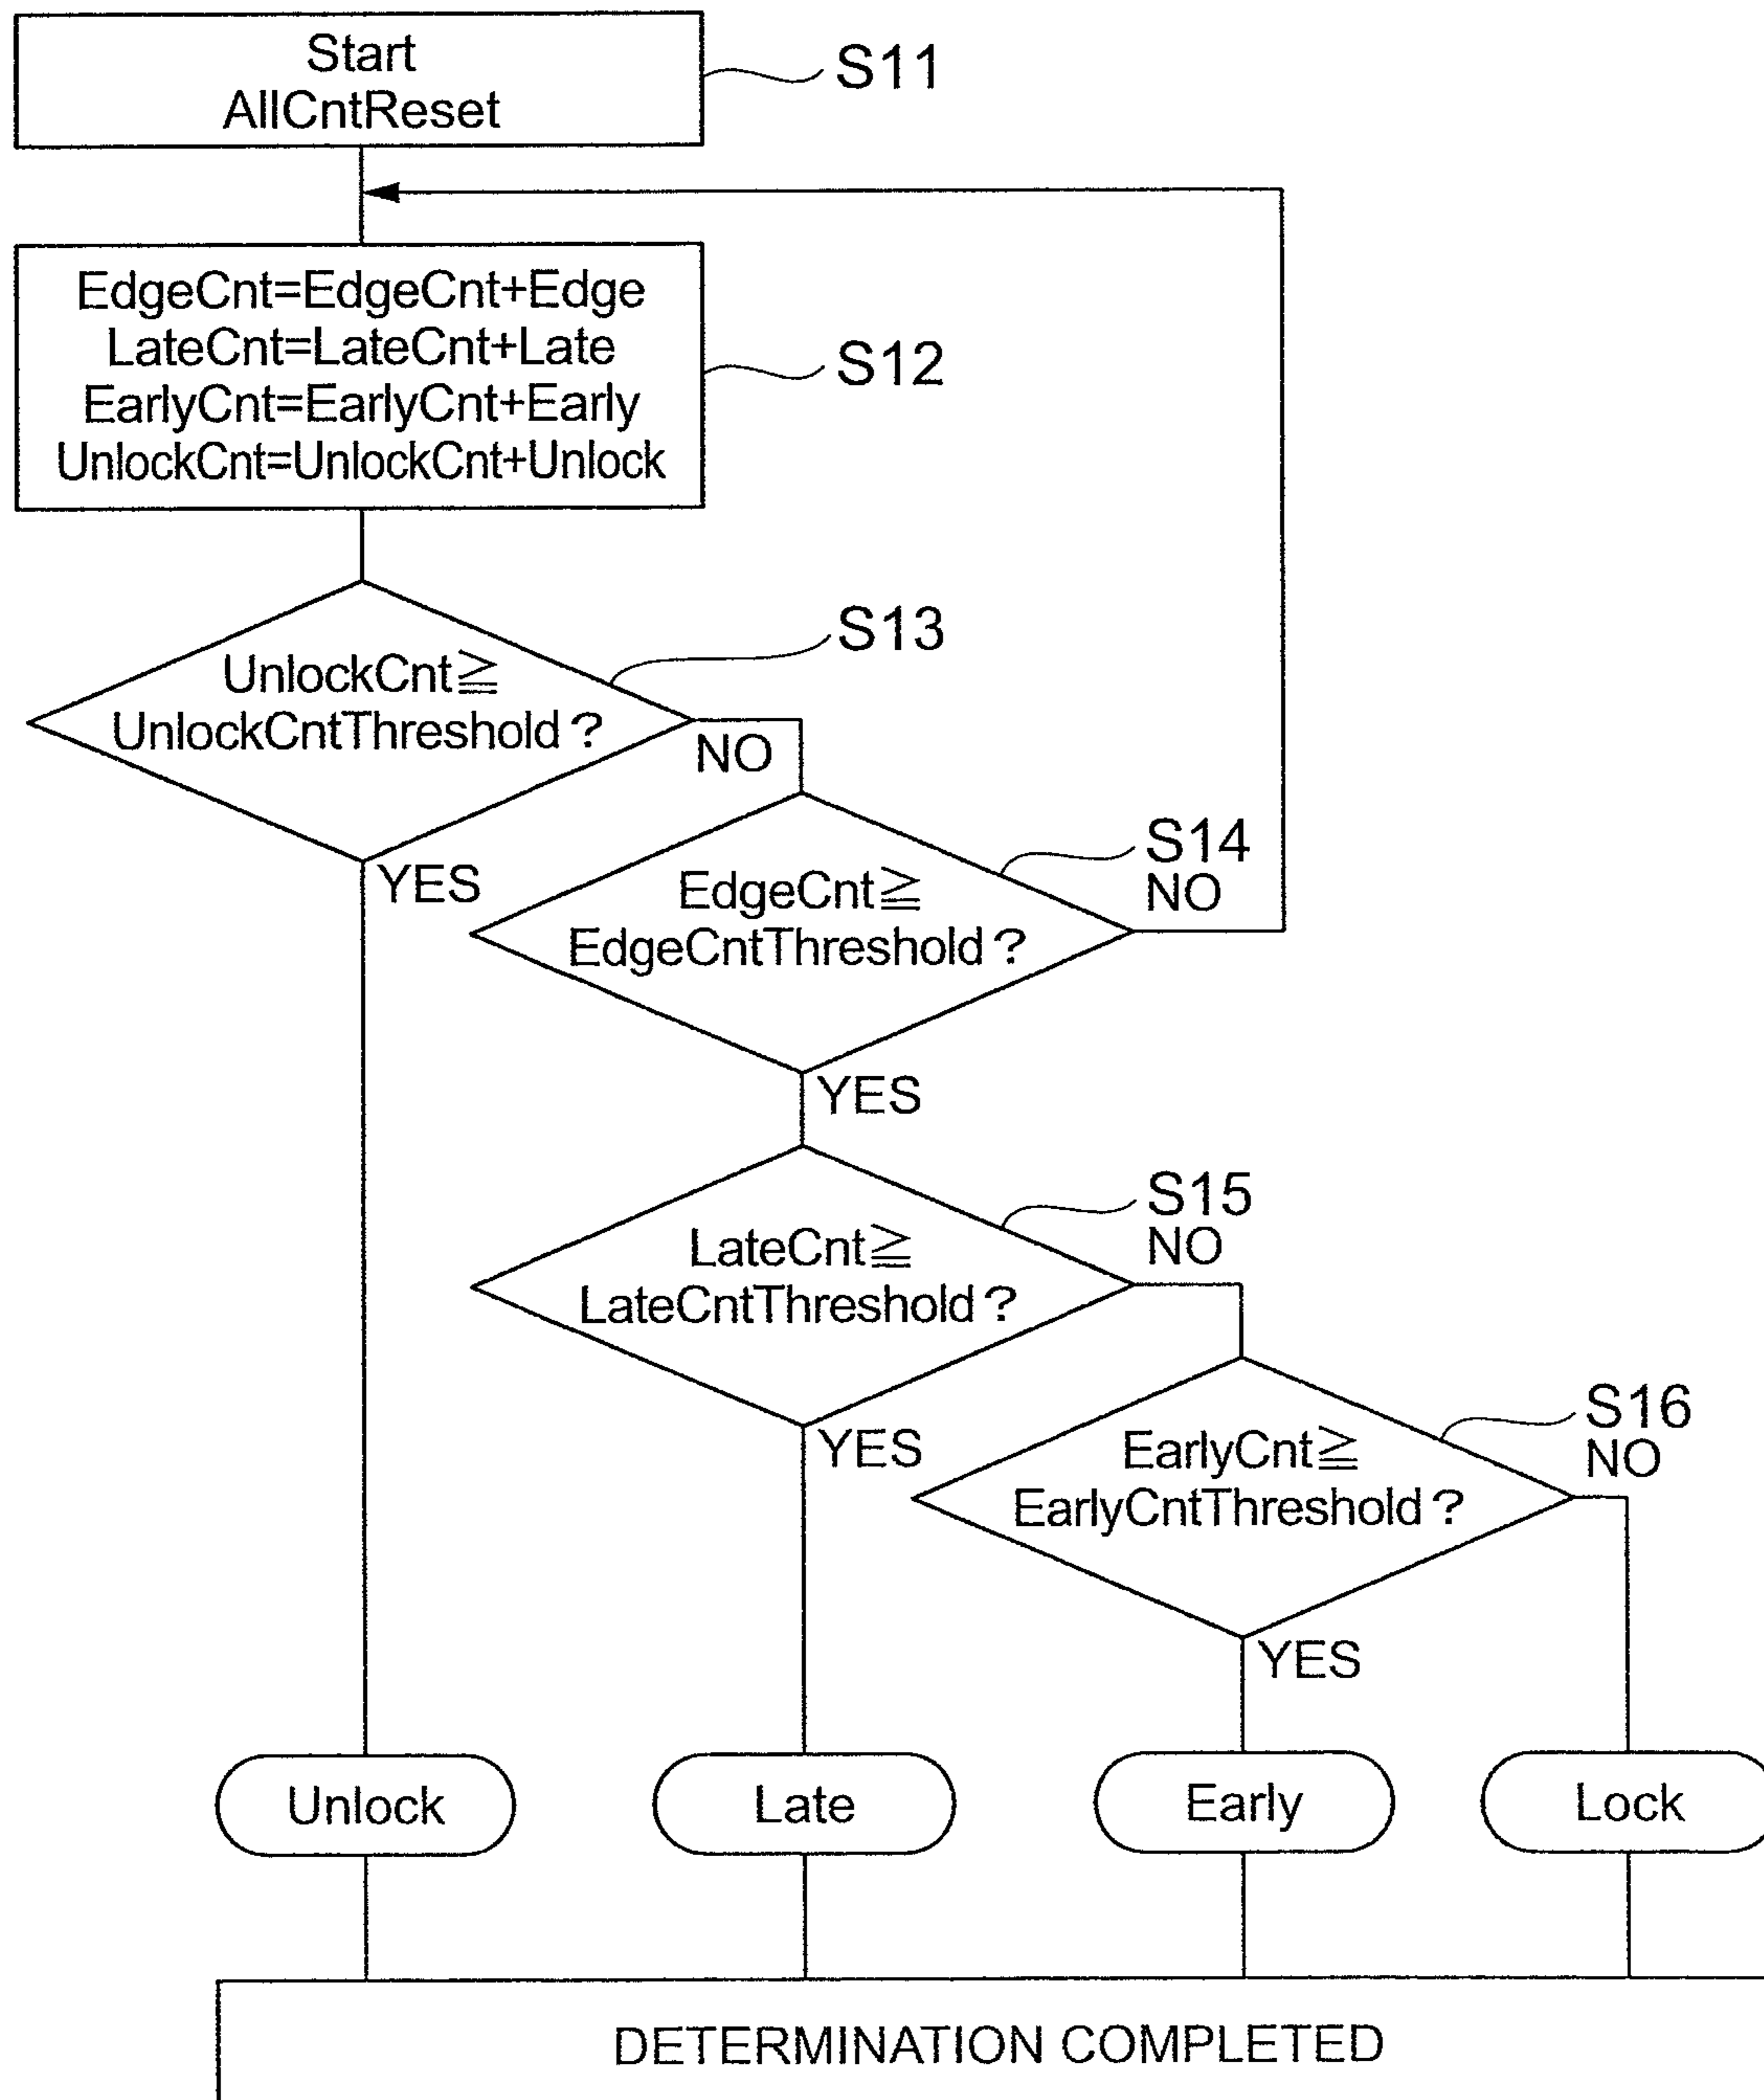 Start
AllCntReset
S11
EdgeCnt=EdgeCnt+Edge
LateCnt=LateCnt+Late
EarlyCnt=EarlyCnt+Early
UnlockCnt=UnlockCnt+Unlock
S12
UnlockCnt≧
UnlockCntThreshold?
S13
NO
YES
EdgeCnt≧
EdgeCntThreshold?
S14
NO
YES
LateCnt≧
LateCntThreshold?
S15
NO
YES
EarlyCnt≧
EarlyCntThreshold?
S16
NO
YES
Unlock
Late
Early
Lock
DETERMINATION COMPLETED